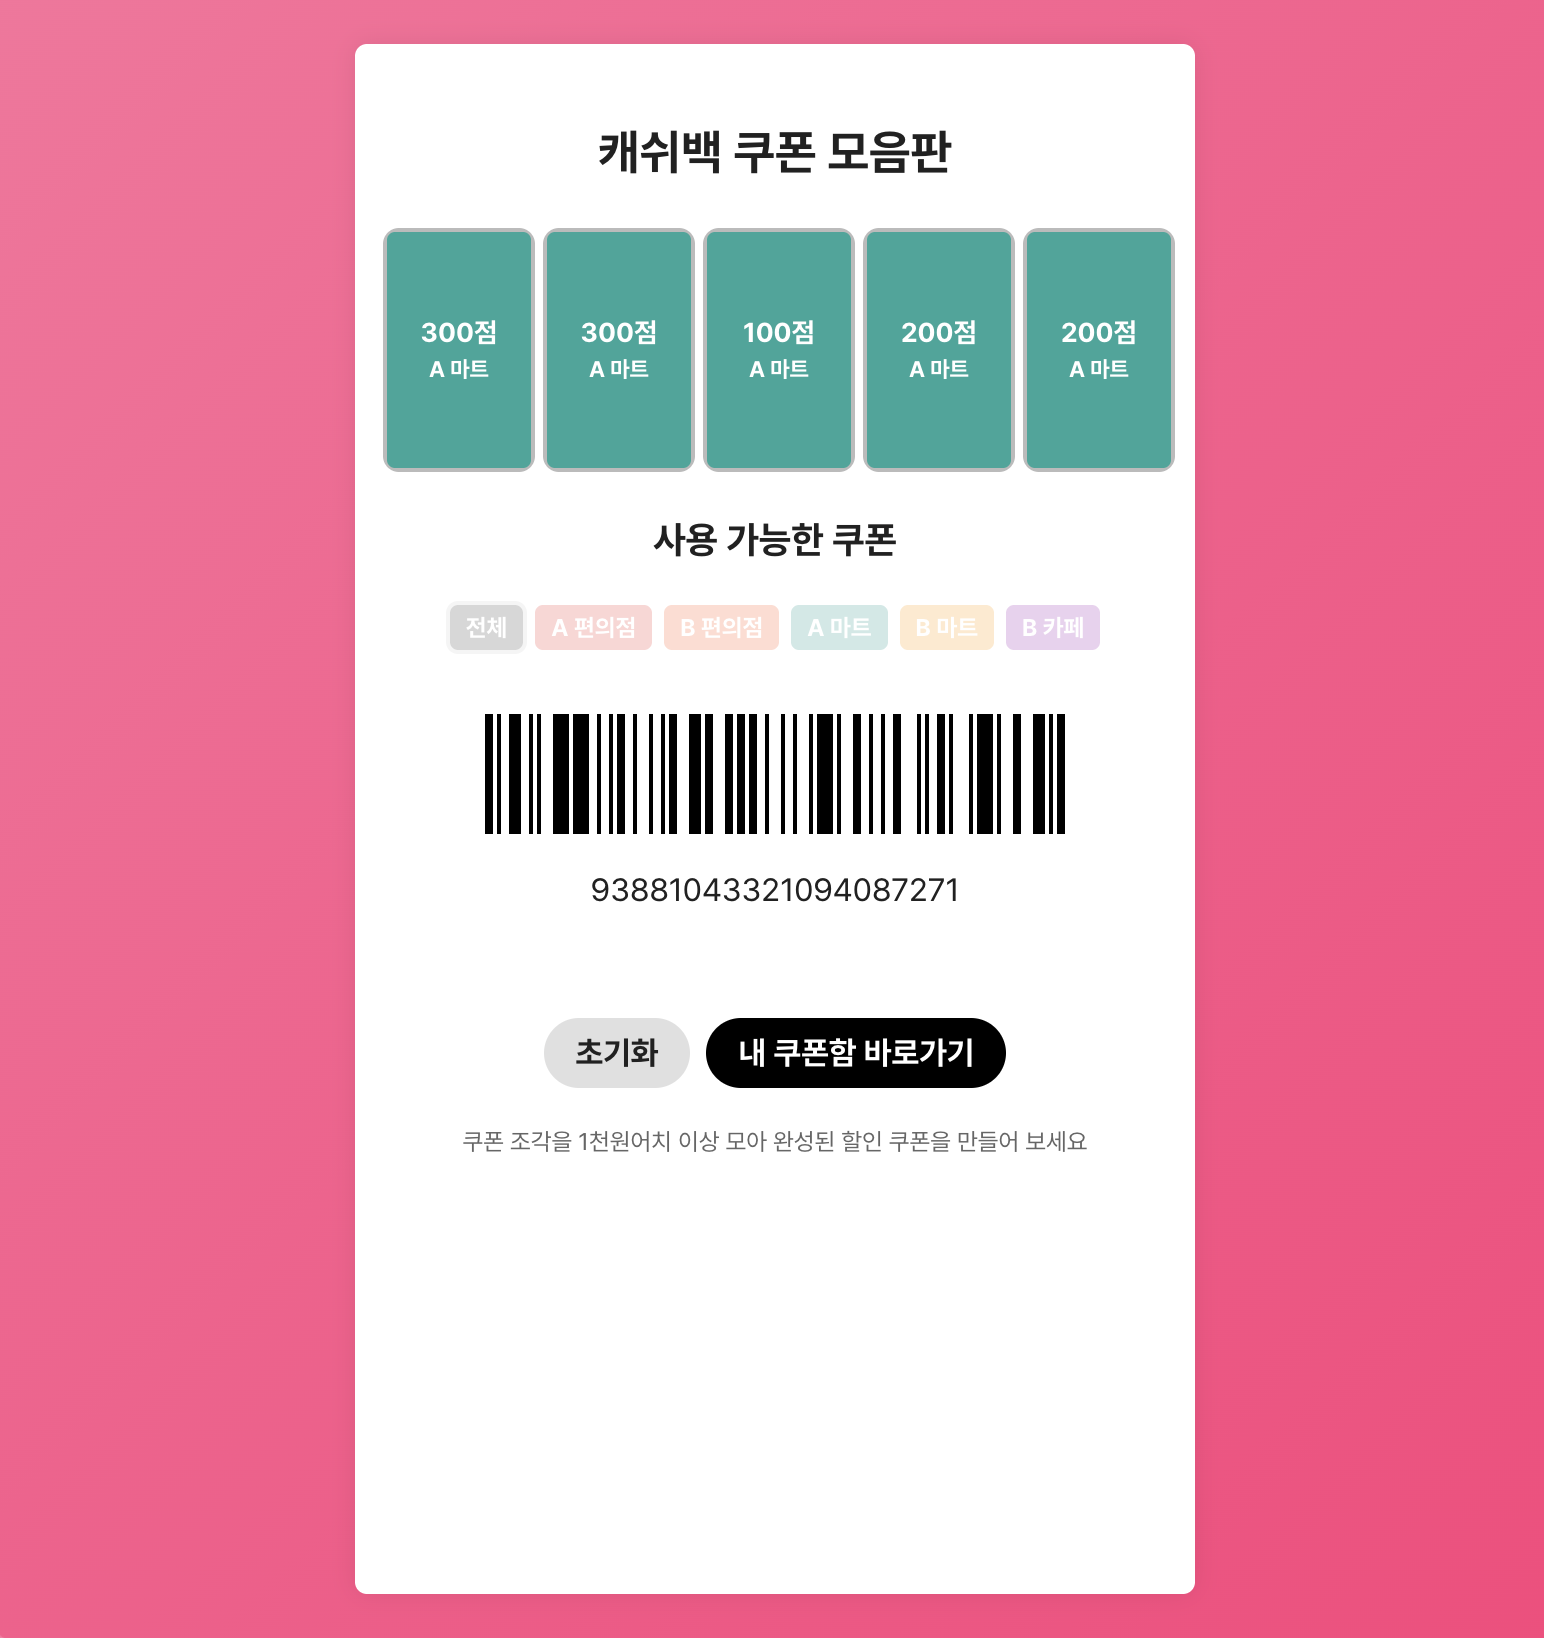 캐쉬백 쿠폰 모음판
300점
A 마트
300점
A 마트
100점
A 마트
200점
A 마트
200점
A 마트
사용 가능한 쿠폰
전체 A 편의점 B 편의점 A 마트 B 마트 B 카페
93881043321094087271
초기화 내 쿠폰함 바로가기
쿠폰 조각을 1천원어치 이상 모아 완성된 할인 쿠폰을 만들어 보세요